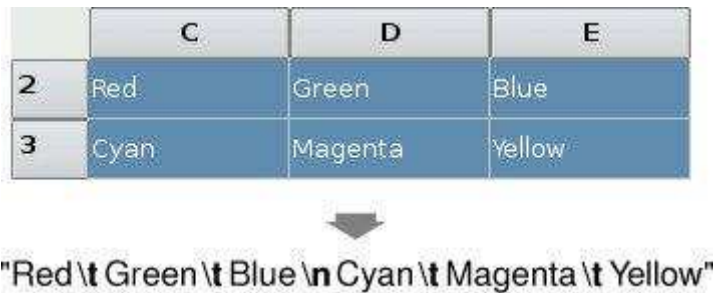 C D E
2 Red Green Blue
3 Cyan Magenta Yellow
"Red \t Green \t Blue \n Cyan \t Magenta \t Yellow"